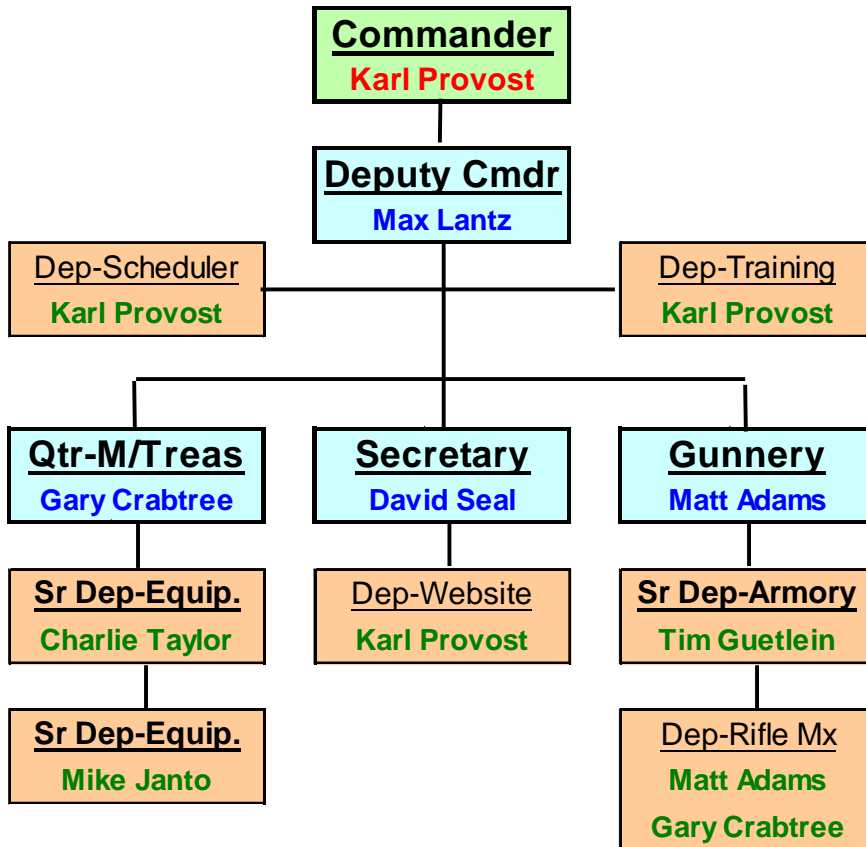 Commander
Karl Provost
Deputy Cmdr
Max Lantz
Dep-Scheduler
Karl Provost
Dep-Training
Karl Provost
Qtr-M/Treas
Gary Crabtree
Secretary
David Seal
Gunnery
Matt Adams
Sr Dep-Equip.
Charlie Taylor
Dep-Website
Karl Provost
Sr Dep-Armory
Tim Guetlein
Sr Dep-Equip.
Mike Janto
Dep-Rifle Mx
Matt Adams
Gary Crabtree